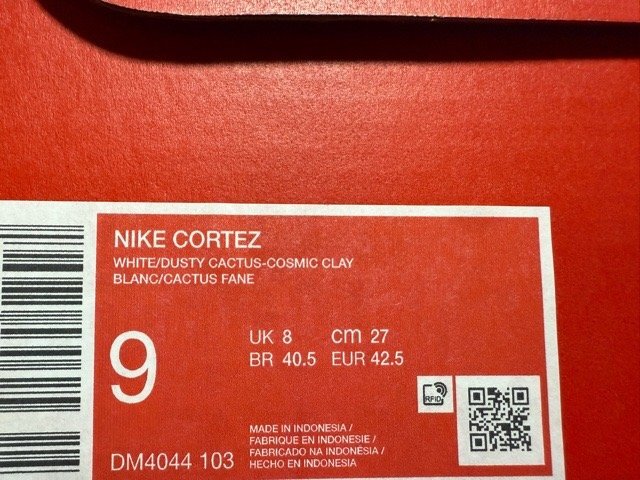 NIKE CORTEZ
WHITE/DUSTY CACTUS-COSMIC CLAY
BLANC/CACTUS FANE
9
UK 8 cm 27
BR 40.5 EUR 42.5
RFID
MADE IN INDONESIA/
FABRIQUE EN INDONESIE/
FABRICADO NA INDONÉSIA/
HECHO EN INDONESIA
DM4044 103